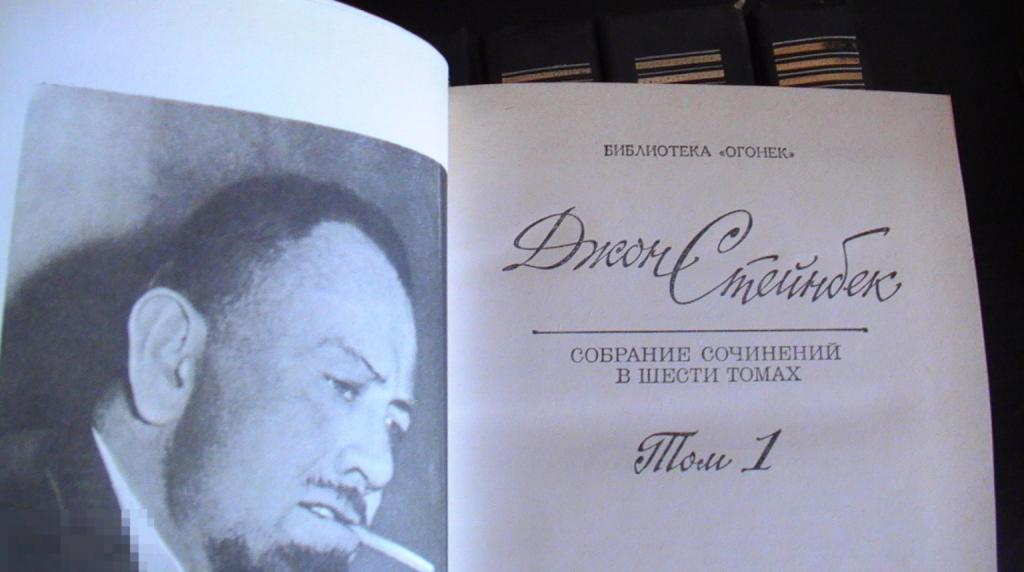 БИБЛИОТЕКА «ОГОНЕК»
Джон Стейнбек
СОБРАНИЕ СОЧИНЕНИЙ
В ШЕСТИ ТОМАХ
Том 1